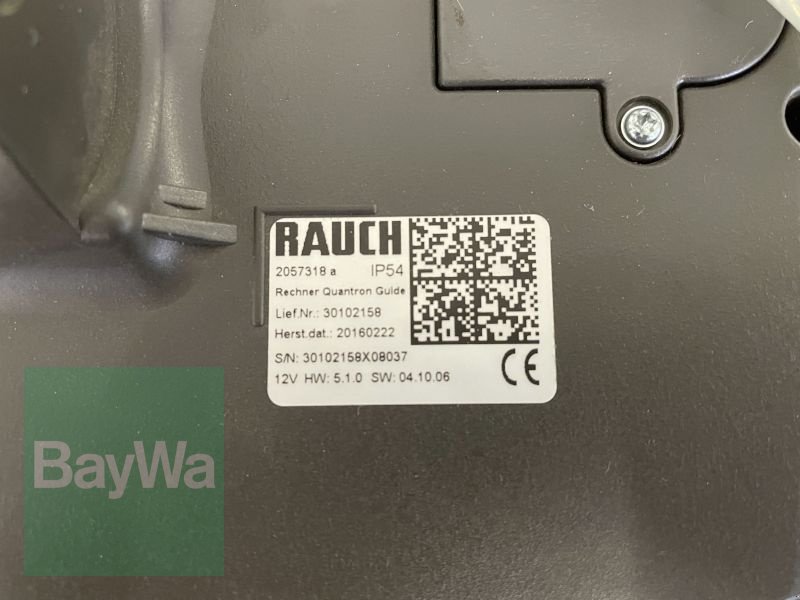 RAUCH
2057318 a IP54
Rechner Quantron Guide
Lief.Nr.: 30102158
Herst.dat.: 20160222
S/N: 30102158X08037
12V HW: 5.1.0 SW: 04.10.06
CE
BayWa